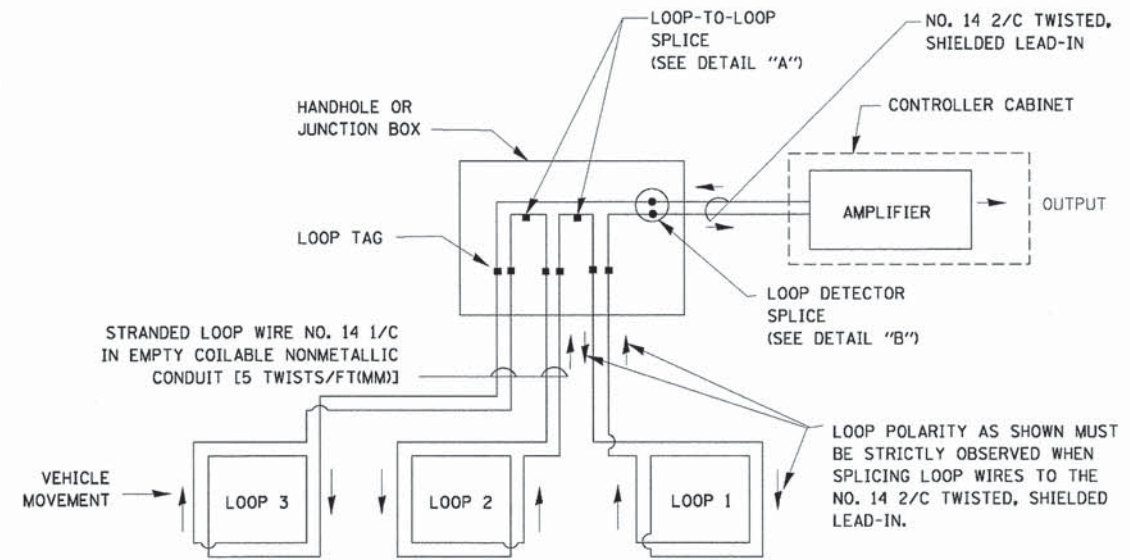 LOOP-TO-LOOP
SPLICE
(SEE DETAIL "A")
NO. 14 2/C TWISTED,
SHIELDED LEAD-IN
HANDHOLE OR
JUNCTION BOX
CONTROLLER CABINET
AMPLIFIER
OUTPUT
LOOP TAG
LOOP DETECTOR
SPLICE
(SEE DETAIL "B")
STRANDED LOOP WIRE NO. 14 1/C
IN EMPTY COILABLE NONMETALLIC
CONDUIT [5 TWISTS/FT(MM)]
LOOP POLARITY AS SHOWN MUST
BE STRICTLY OBSERVED WHEN
SPLICING LOOP WIRES TO THE
NO. 14 2/C TWISTED, SHIELDED
LEAD-IN.
VEHICLE
MOVEMENT
LOOP 3
LOOP 2
LOOP 1